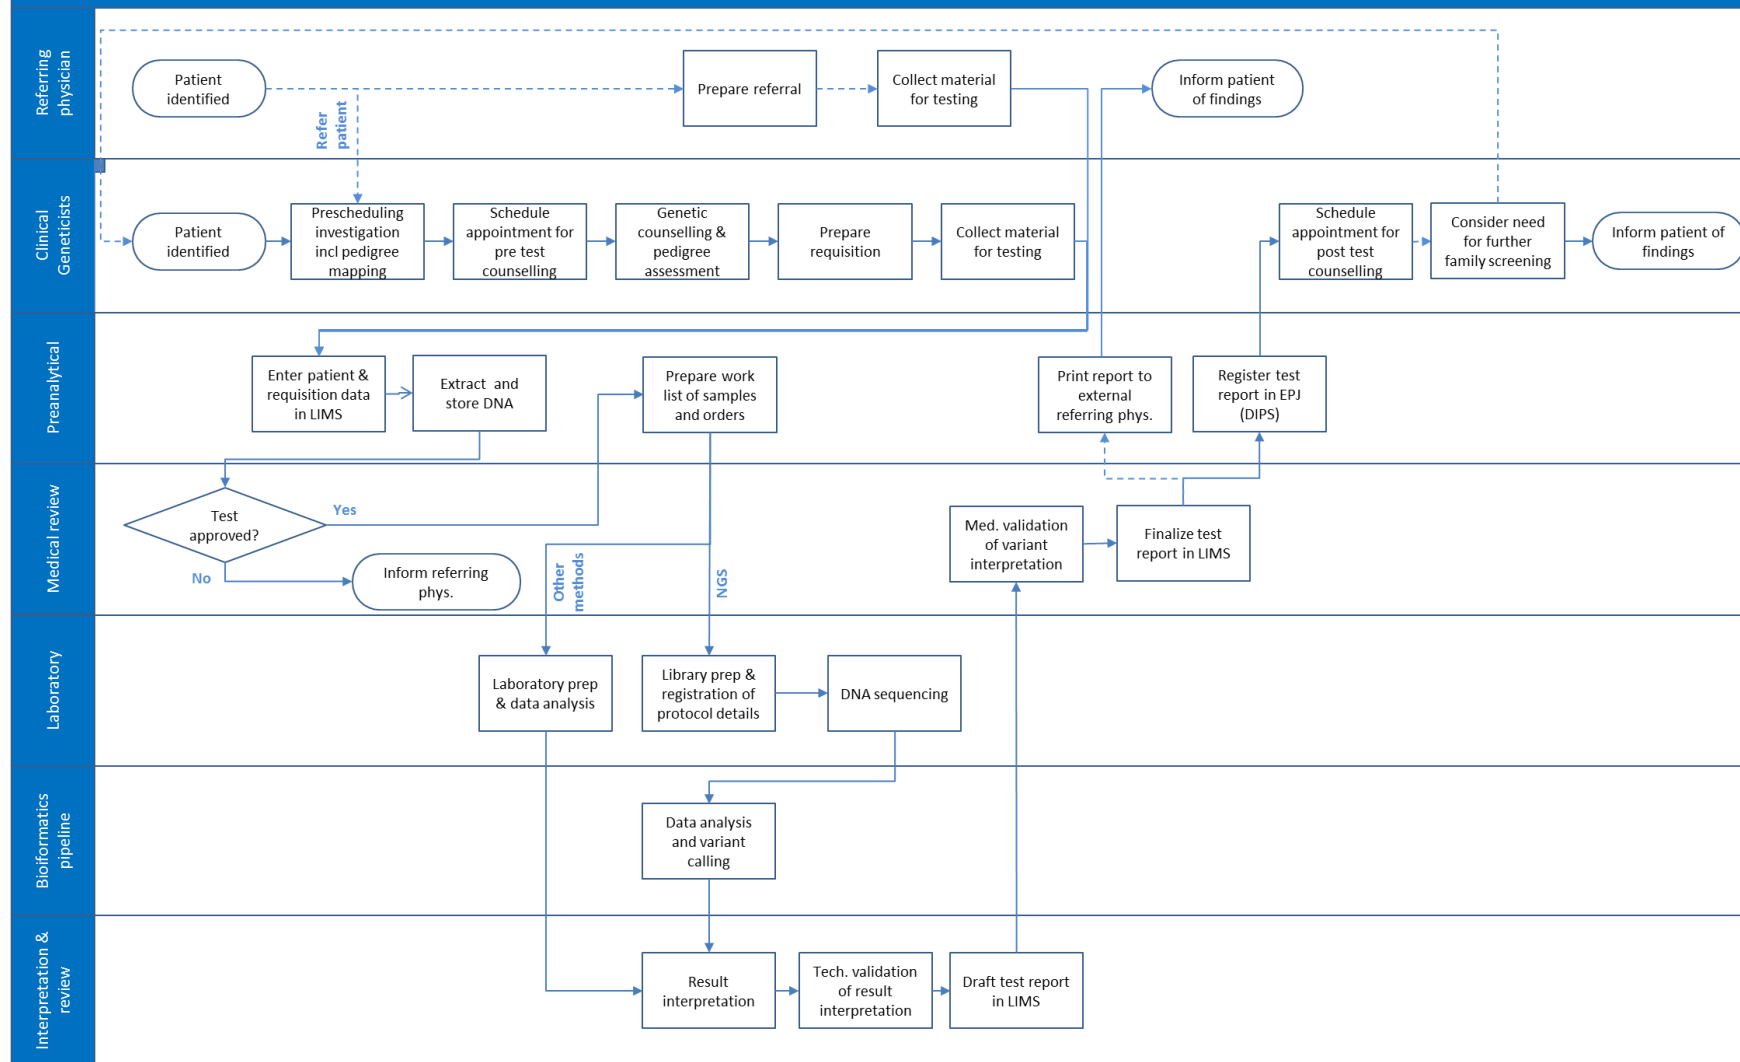 Referring
physician
Patient
identified
Refer
patient
Prepare referral
Collect material
for testing
Inform patient
of findings
Clinical
Geneticists
Patient
identified
Prescheduling
investigation
incl pedigree
mapping
Schedule
appointment for
pre test
counselling
Genetic
counselling &
pedigree
assessment
Prepare
requisition
Collect material
for testing
Schedule
appointment for
post test
counselling
Consider need
for further
family screening
Inform patient of
findings
Preanalytical
Enter patient &
requisition data
in LIMS
Extract and
store DNA
Prepare work
list of samples
and orders
Print report to
external
referring phys.
Register test
report in EPJ
(DIPS)
Medical review
Test
approved?
Yes
No
Inform referring
phys.
Other
methods
NGS
Med. validation
of variant
interpretation
Finalize test
report in LIMS
Laboratory
Laboratory prep
& data analysis
Library prep &
registration of
protocol details
DNA sequencing
Bioiformatics
pipeline
Data analysis
and variant
calling
Interpretation &
review
Result
interpretation
Tech. validation
of result
interpretation
Draft test report
in LIMS